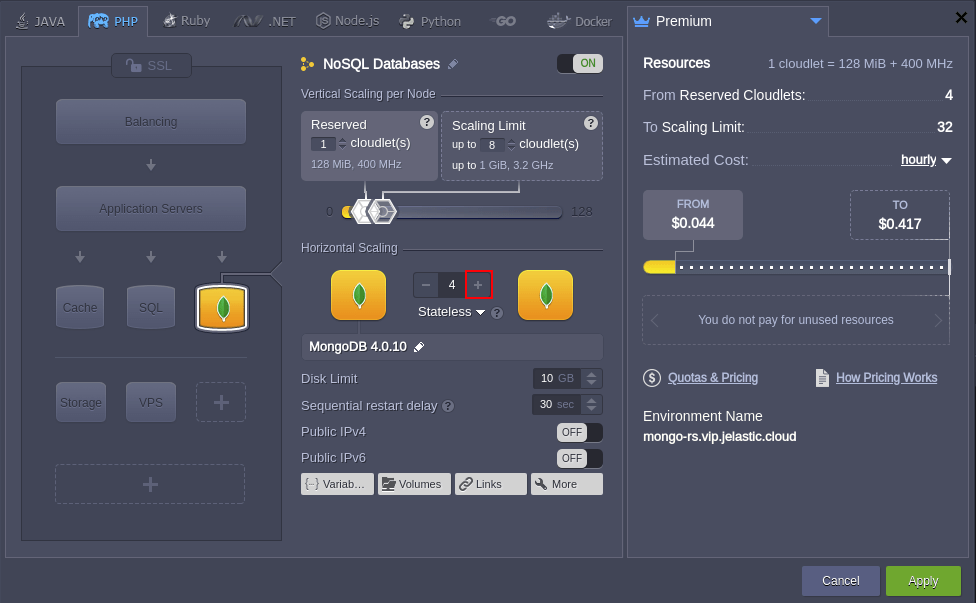 JAVA PHP Ruby .NET Node.js Python GO Docker
SSL
Balancing
Application Servers
Cache SQL
Storage VPS
NoSQL Databases ON
Vertical Scaling per Node
Reserved ?
1 cloudlet(s)
128 MiB, 400 MHz
Scaling Limit ?
up to 8 cloudlet(s)
up to 1 GiB, 3.2 GHz
0 128
Horizontal Scaling
− 4 +
Stateless ?
MongoDB 4.0.10
Disk Limit 10 GB
Sequential restart delay ? 30 sec
Public IPv4 OFF
Public IPv6 OFF
Variab... Volumes Links More
Premium
Resources 1 cloudlet = 128 MiB + 400 MHz
From Reserved Cloudlets: 4
To Scaling Limit: 32
Estimated Cost: hourly
FROM
$0.044
TO
$0.417
You do not pay for unused resources
$ Quotas & Pricing How Pricing Works
Environment Name
mongo-rs.vip.jelastic.cloud
Cancel Apply